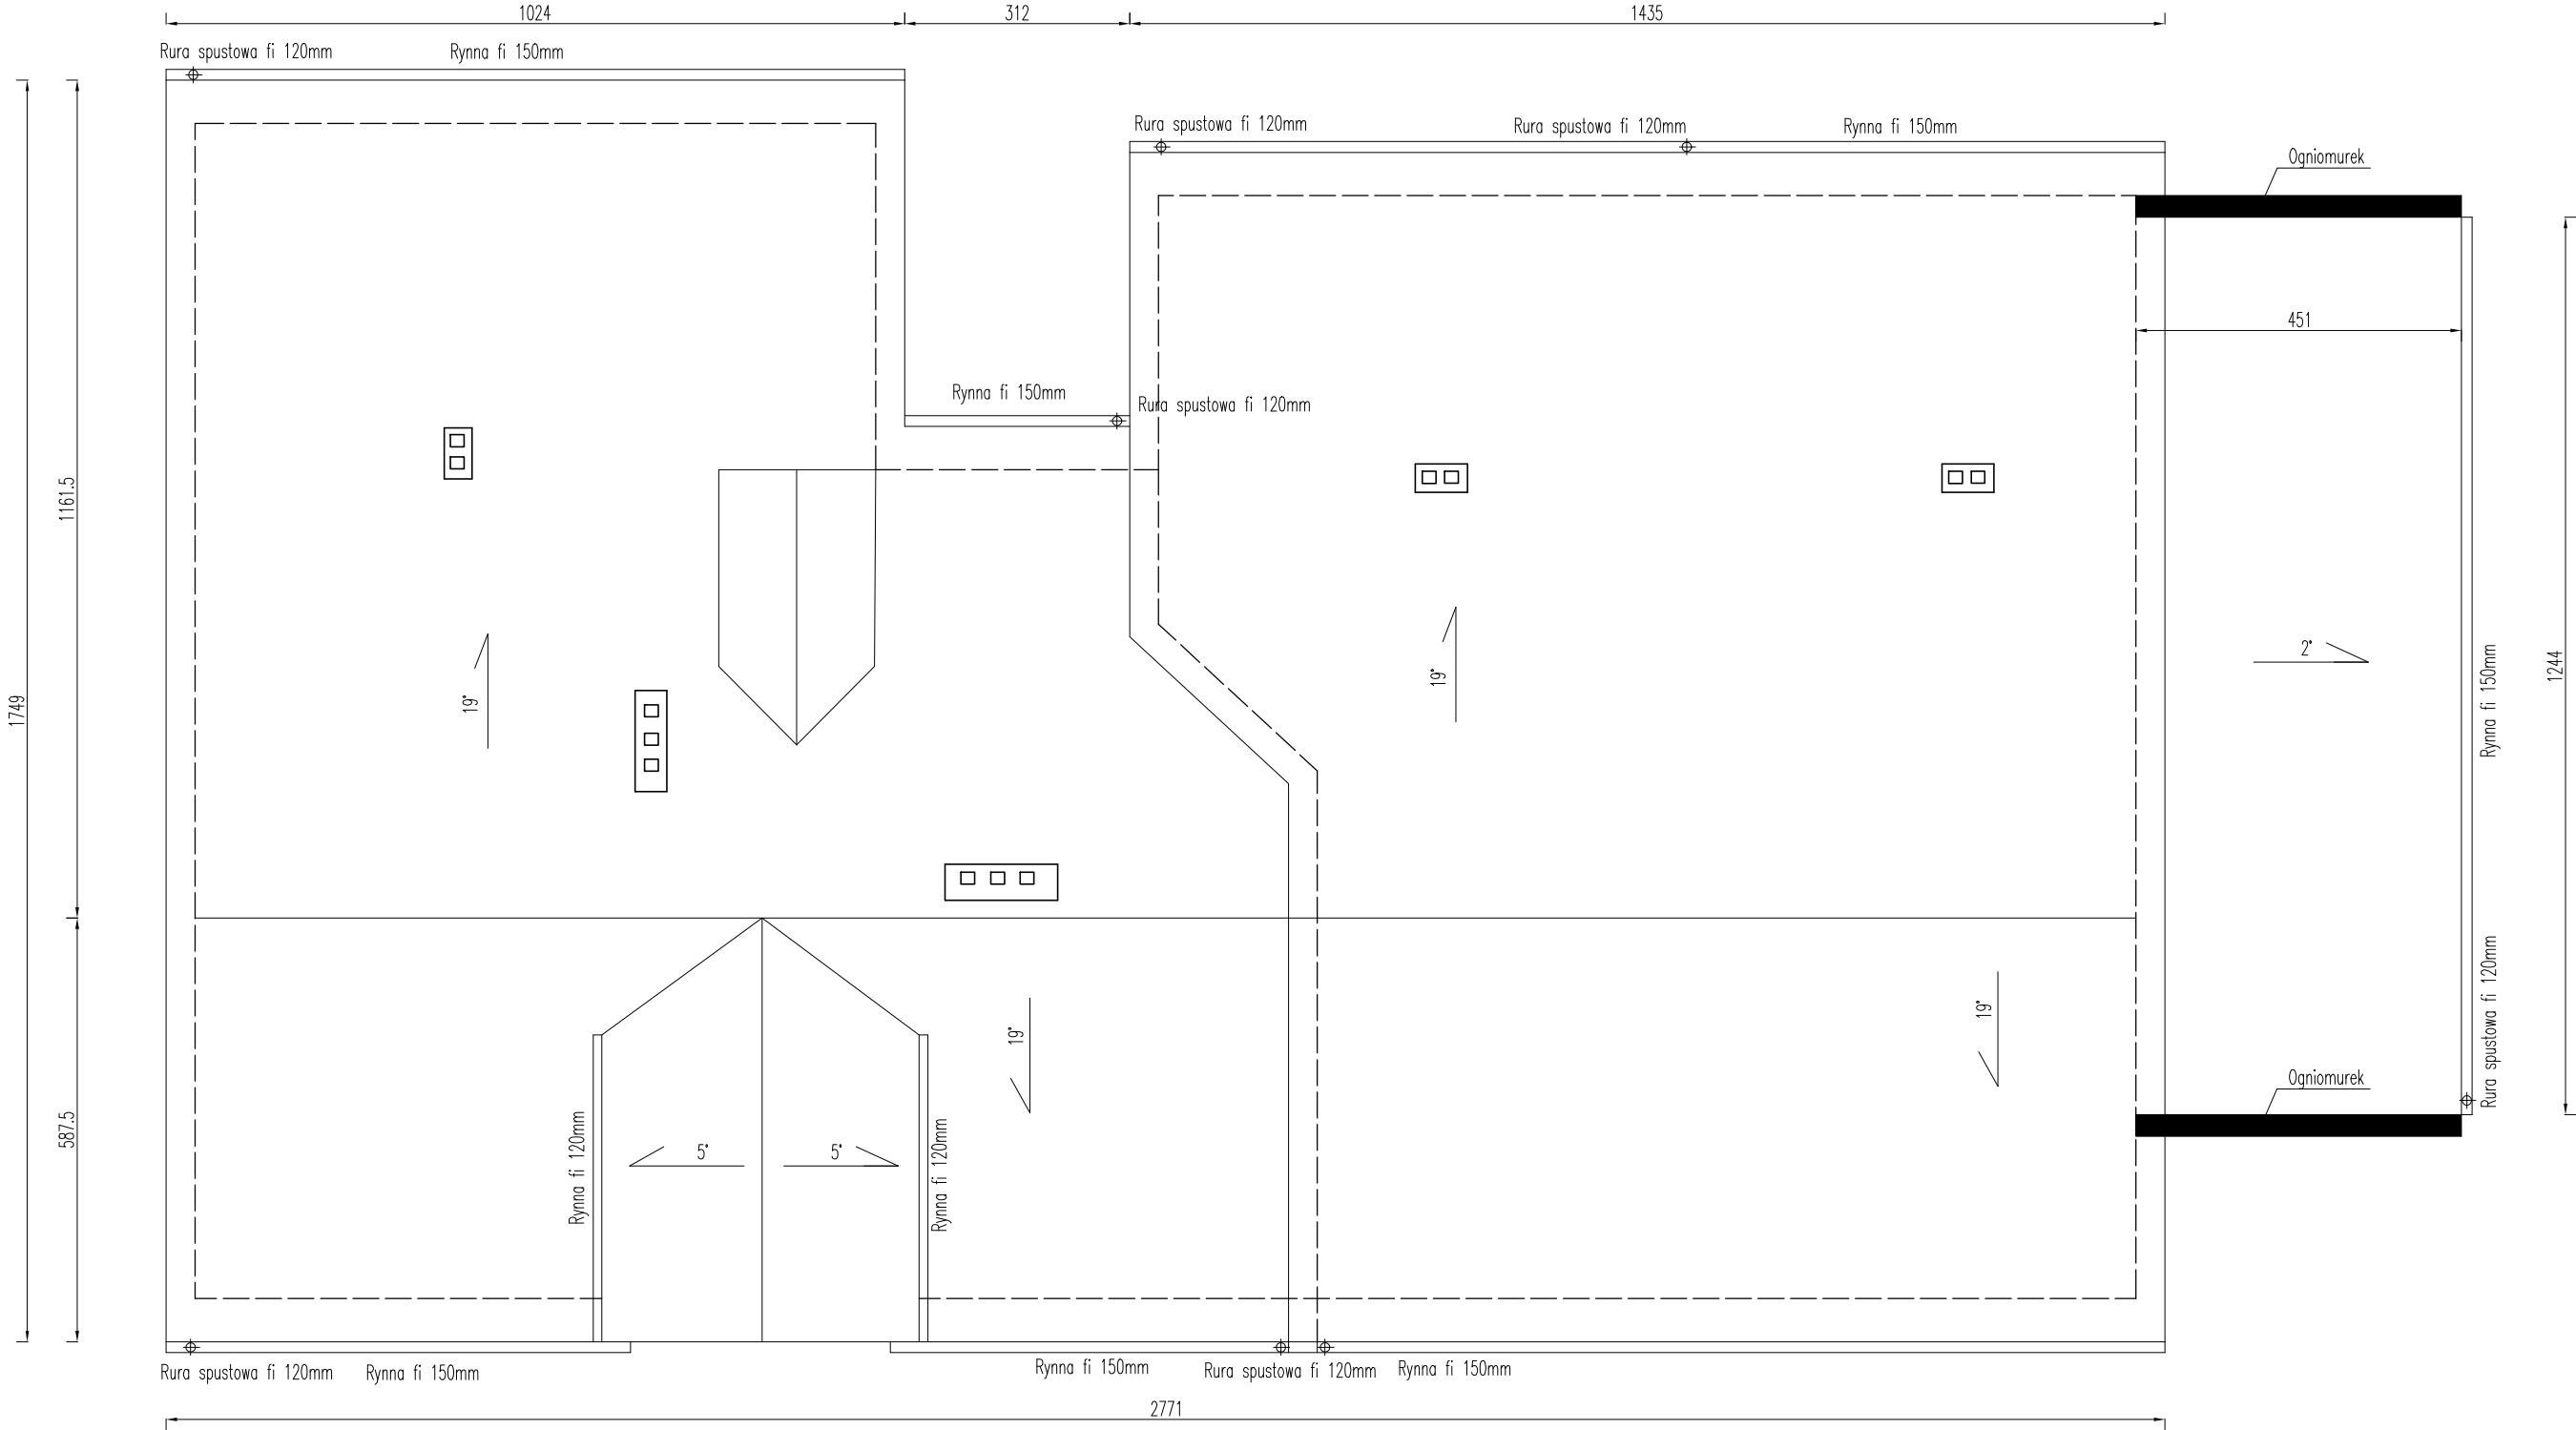 1024
312
1435
Rura spustowa fi 120mm
Rynna fi 150mm
Rura spustowa fi 120mm
Rura spustowa fi 120mm
Rynna fi 150mm
Ogniomurek
451
Rynna fi 150mm
Rura spustowa fi 120mm
1161.5
1749
19°
19°
2°
Rynna fi 150mm
1244
19°
19°
Rura spustowa fi 120mm
Ogniomurek
587.5
Rynna fi 120mm
5°
5°
Rynna fi 120mm
Rura spustowa fi 120mm
Rynna fi 150mm
Rynna fi 150mm
Rura spustowa fi 120mm
Rynna fi 150mm
2771